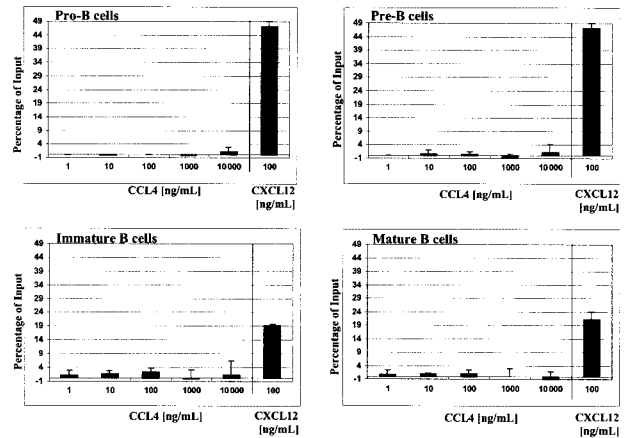 Pro-B cells
Percentage of Input
49
44
39
34
29
24
19
14
9
4
-1
1 10 100 1000 10000 100
CCL4 [ng/mL] CXCL12
[ng/mL]
Pre-B cells
Percentage of Input
49
44
39
34
29
24
19
14
9
4
-1
1 10 100 1000 10000 100
CCL4 [ng/mL] CXCL12
[ng/mL]
Immature B cells
Percentage of Input
49
44
39
34
29
24
19
14
9
4
-1
1 10 100 1000 10000 100
CCL4 [ng/mL] CXCL12
[ng/mL]
Mature B cells
Percentage of Input
49
44
39
34
29
24
19
14
9
4
-1
1 10 100 1000 10000 100
CCL4 [ng/mL] CXCL12
[ng/mL]